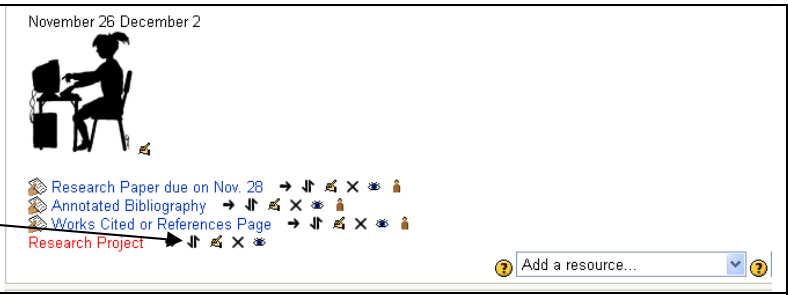 November 26 December 2
Research Paper due on Nov. 28
Annotated Bibliography
Works Cited or References Page
Research Project
Add a resource...